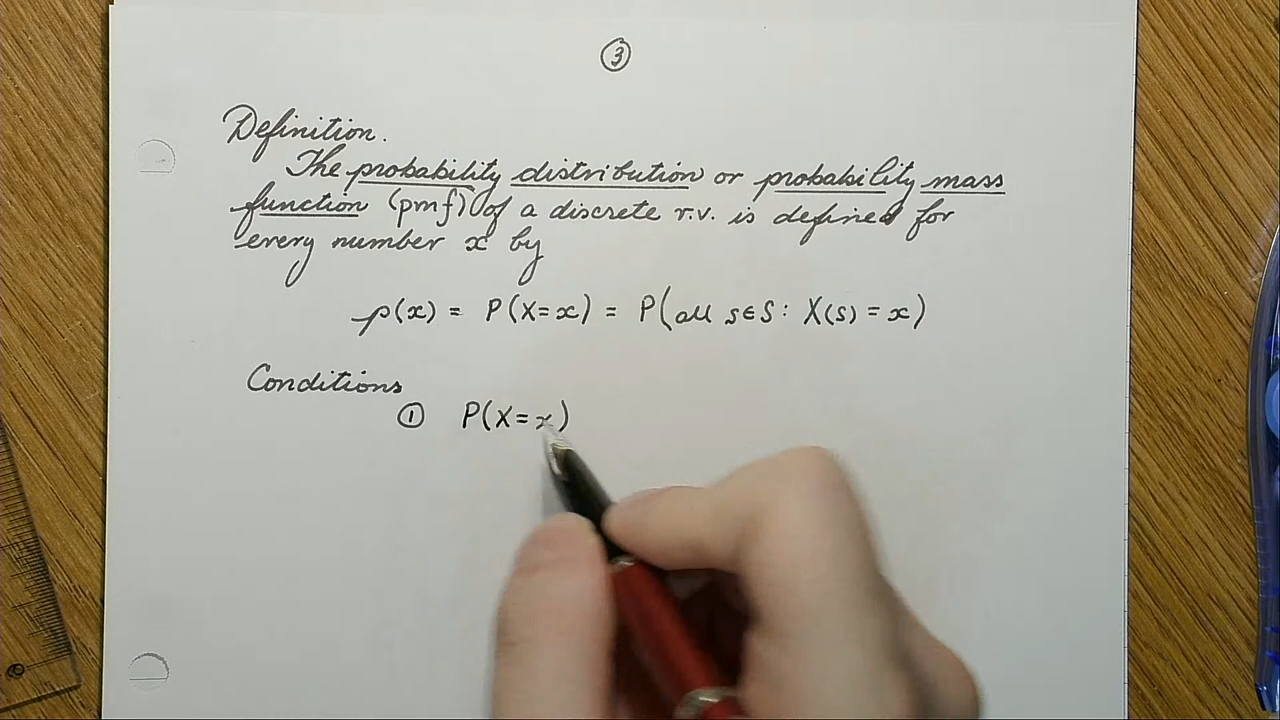 ③
Definition.
The probability distribution or probability mass
function (pmf) of a discrete r.v. is defined for
every number x by
p(x) = P(X=x) = P(all s∈S: X(s) = x)
Conditions
① P(X=x)